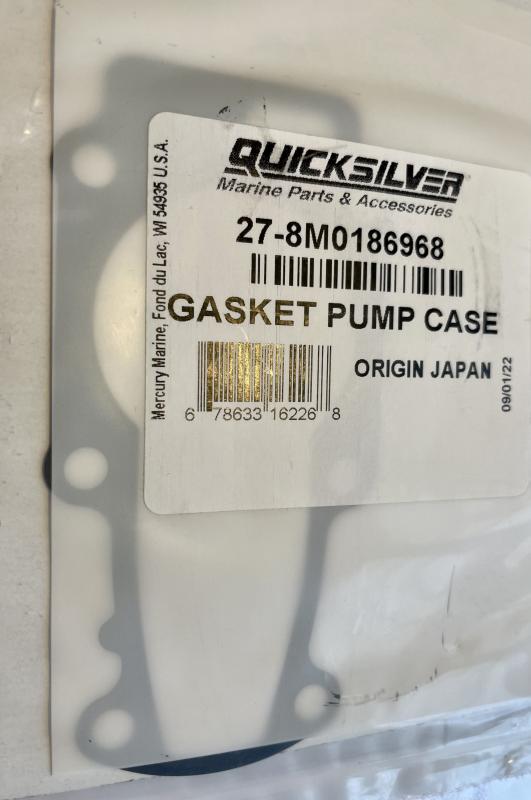 QUICKSILVER
Marine Parts & Accessories
27-8M0186968
GASKET PUMP CASE
ORIGIN JAPAN
6 78633 16226 8
09/01/22
Mercury Marine, Fond du Lac, WI 54935 U.S.A.